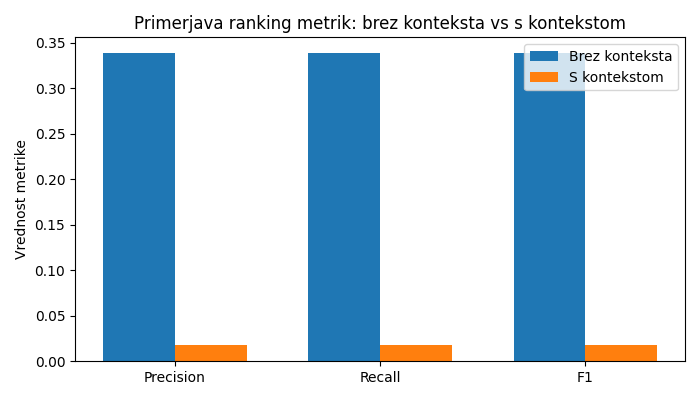 Primerjava ranking metrik: brez konteksta vs s kontekstom
Vrednost metrike
0.35
0.30
0.25
0.20
0.15
0.10
0.05
0.00
Brez konteksta
S kontekstom
Precision
Recall
F1